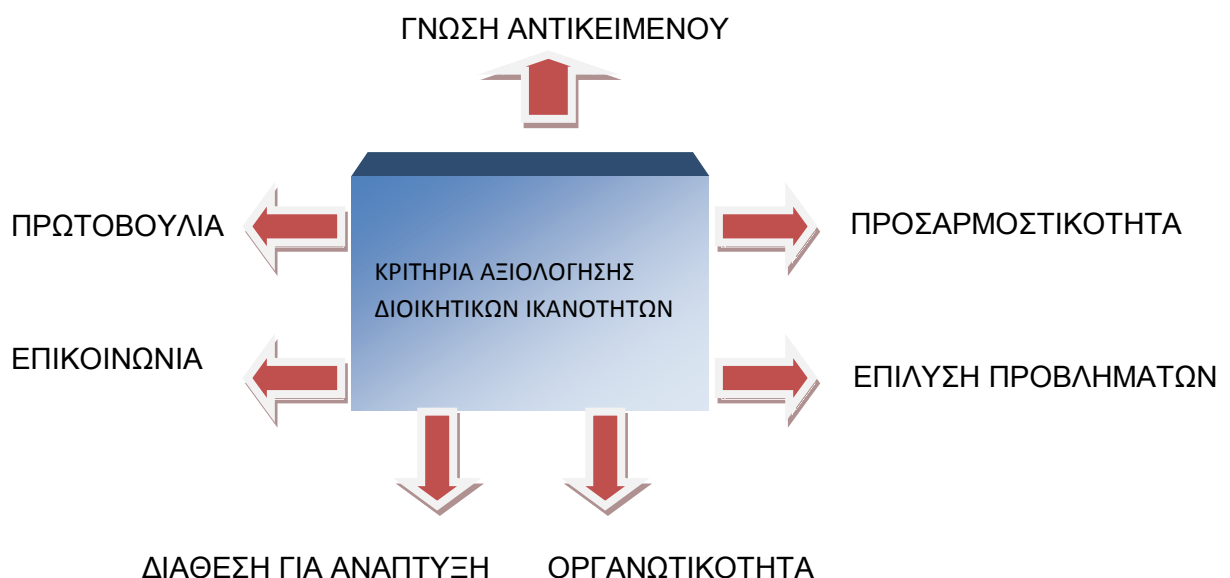 ΓΝΩΣΗ ΑΝΤΙΚΕΙΜΕΝΟΥ
ΠΡΩΤΟΒΟΥΛΙΑ
ΠΡΟΣΑΡΜΟΣΤΙΚΟΤΗΤΑ
ΚΡΙΤΗΡΙΑ ΑΞΙΟΛΟΓΗΣΗΣ
ΔΙΟΙΚΗΤΙΚΩΝ ΙΚΑΝΟΤΗΤΩΝ
ΕΠΙΚΟΙΝΩΝΙΑ
ΕΠΙΛΥΣΗ ΠΡΟΒΛΗΜΑΤΩΝ
ΔΙΑΘΕΣΗ ΓΙΑ ΑΝΑΠΤΥΞΗ
ΟΡΓΑΝΩΤΙΚΟΤΗΤΑ